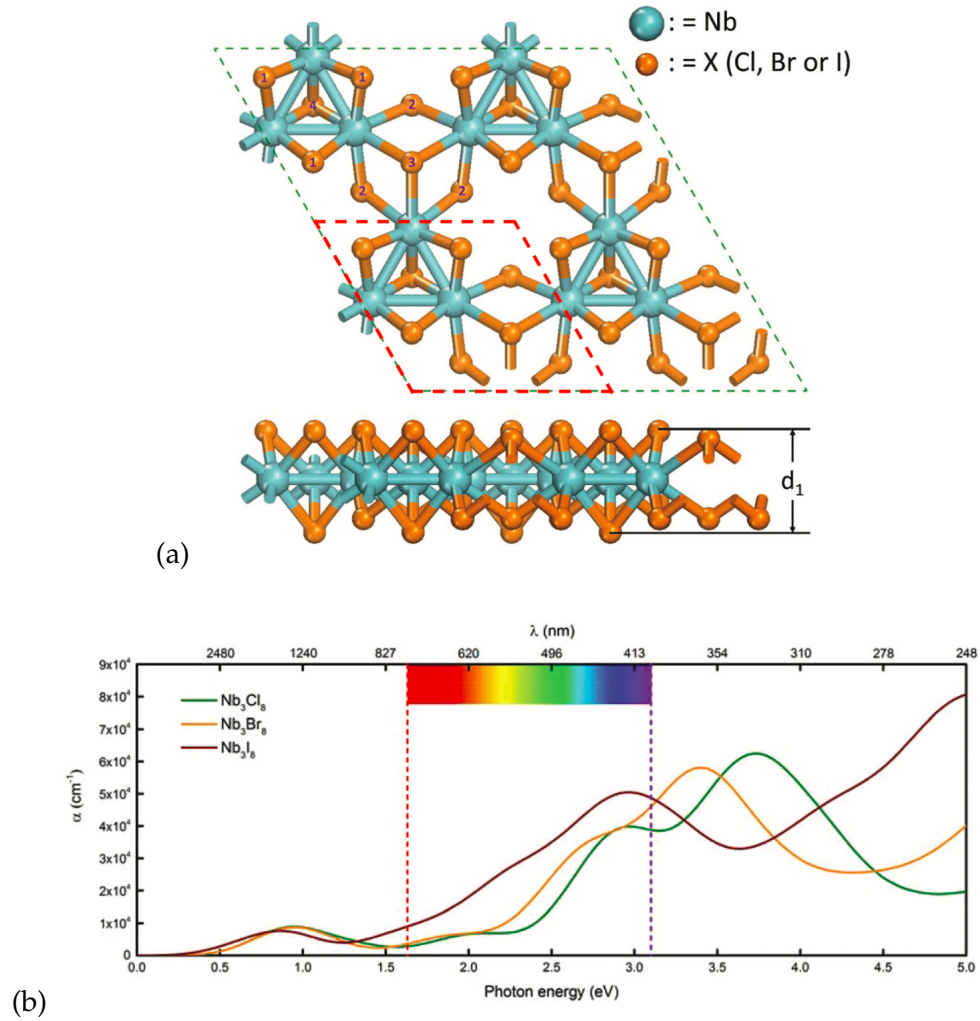 : = Nb
: = X (Cl, Br or I)
1 1
4 2
1 3
2 2
d₁
(a)
λ (nm)
2480 1240 827 620 496 413 354 310 278 248
9x10⁴
8x10⁴
7x10⁴
6x10⁴
5x10⁴
4x10⁴
3x10⁴
2x10⁴
1x10⁴
0
α (cm⁻¹)
Nb₃Cl₈
Nb₃Br₈
Nb₃I₈
0.0 0.5 1.0 1.5 2.0 2.5 3.0 3.5 4.0 4.5 5.0
Photon energy (eV)
(b)